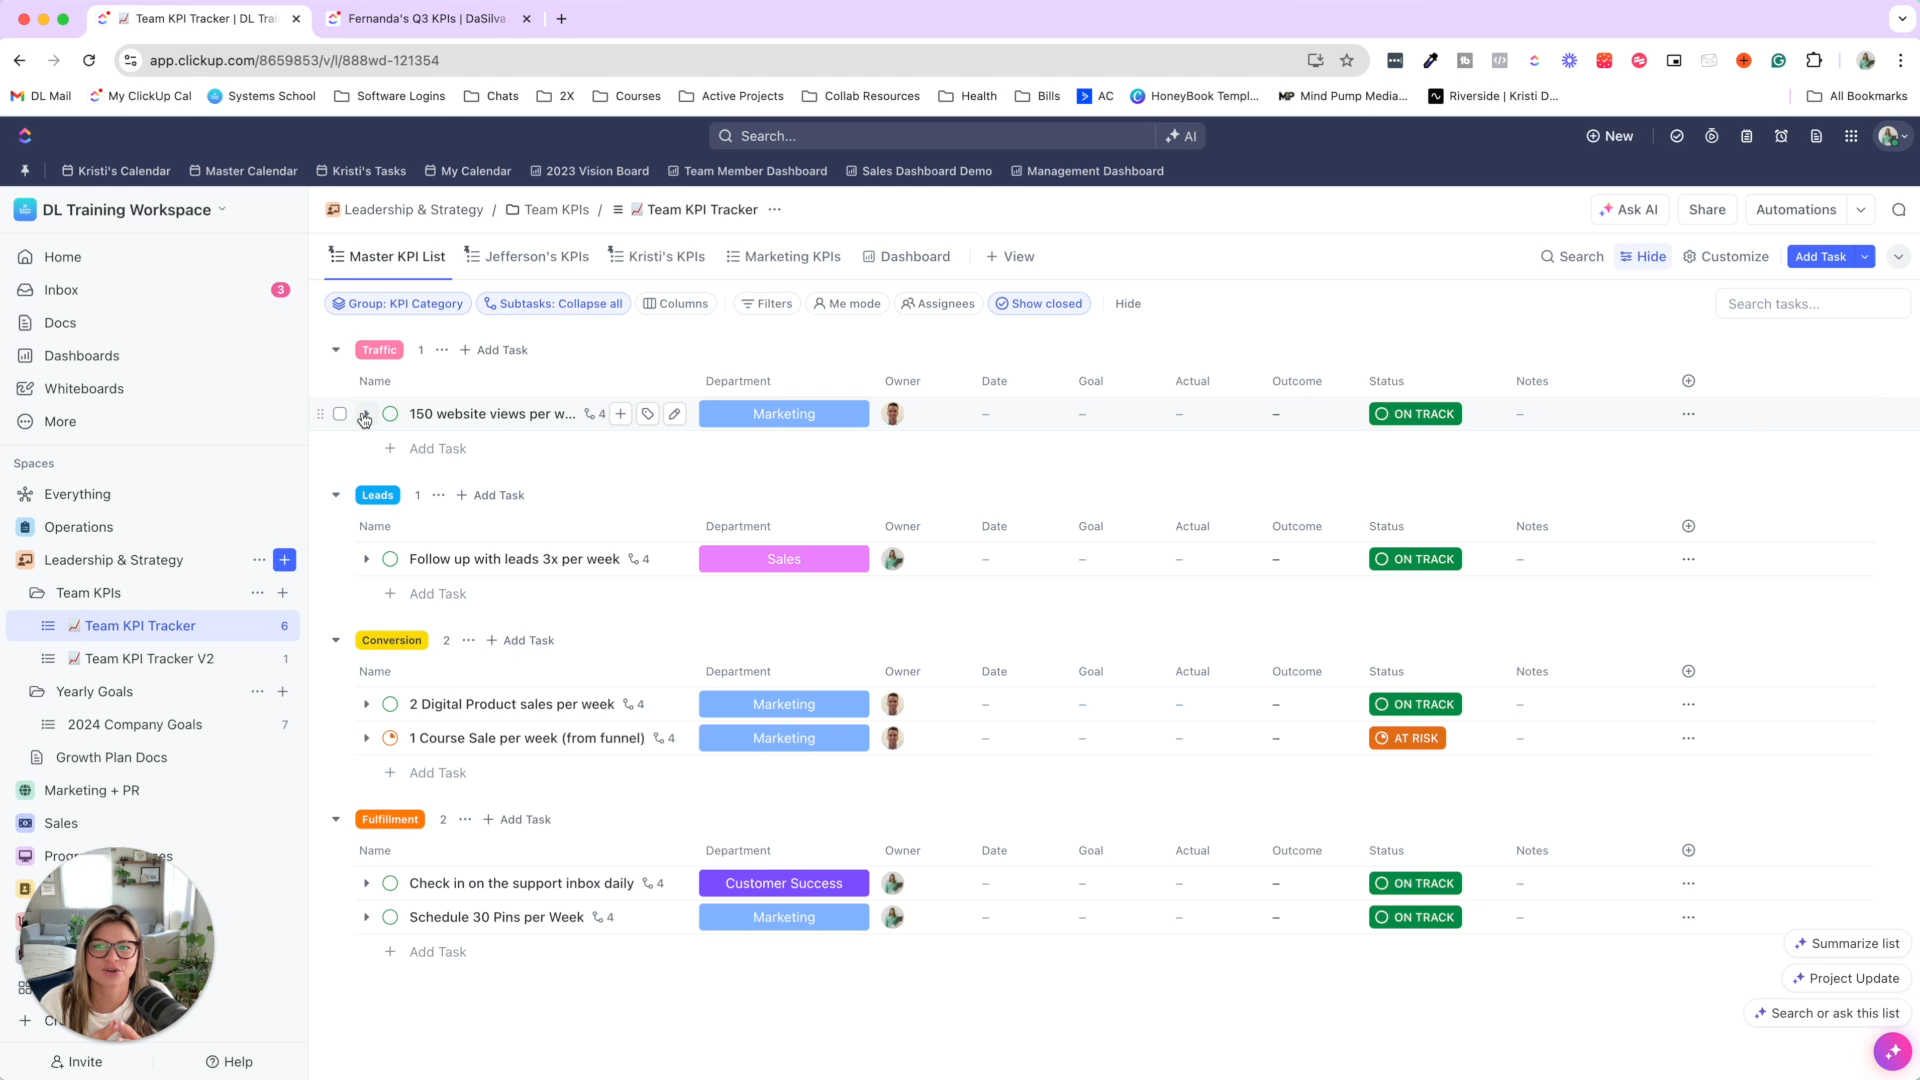 Team KPI Tracker | DL Trai
Fernanda's Q3 KPIs | DaSilva
app.clickup.com/8659853/v/l/888wd-121354
DL Mail
My ClickUp Cal
Systems School
Software Logins
Chats
2X
Courses
Active Projects
Collab Resources
Health
Bills
AC
HoneyBook Templ...
MP Mind Pump Media...
Riverside | Kristi D...
All Bookmarks
Search...
AI
New
Kristi's Calendar
Master Calendar
Kristi's Tasks
My Calendar
2023 Vision Board
Team Member Dashboard
Sales Dashboard Demo
Management Dashboard
DL Training Workspace
Leadership & Strategy / Team KPIs / Team KPI Tracker ...
Ask AI
Share
Automations
Home
Inbox 3
Docs
Dashboards
Whiteboards
More
Spaces
Everything
Operations
Leadership & Strategy
Team KPIs
Team KPI Tracker 6
Team KPI Tracker V2 1
Yearly Goals
2024 Company Goals 7
Growth Plan Docs
Marketing + PR
Sales
Invite
Help
Master KPI List
Jefferson's KPIs
Kristi's KPIs
Marketing KPIs
Dashboard
+ View
Search
Hide
Customize
Add Task
Group: KPI Category
Subtasks: Collapse all
Columns
Filters
Me mode
Assignees
Show closed
Hide
Search tasks...
Traffic 1 ... + Add Task
Name Department Owner Date Goal Actual Outcome Status Notes
150 website views per w... 4 Marketing – – – – ON TRACK –
+ Add Task
Leads 1 ... + Add Task
Name Department Owner Date Goal Actual Outcome Status Notes
Follow up with leads 3x per week 4 Sales – – – – ON TRACK –
+ Add Task
Conversion 2 ... + Add Task
Name Department Owner Date Goal Actual Outcome Status Notes
2 Digital Product sales per week 4 Marketing – – – – ON TRACK –
1 Course Sale per week (from funnel) 4 Marketing – – – – AT RISK –
+ Add Task
Fulfillment 2 ... + Add Task
Name Department Owner Date Goal Actual Outcome Status Notes
Check in on the support inbox daily 4 Customer Success – – – – ON TRACK –
Schedule 30 Pins per Week 4 Marketing – – – – ON TRACK –
+ Add Task
Summarize list
Project Update
Search or ask this list